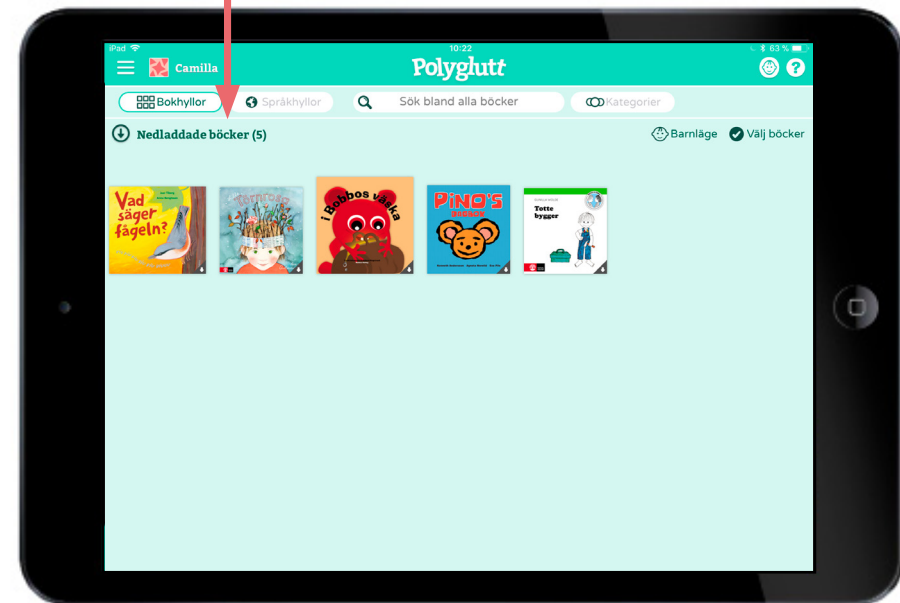 iPad 10:22 63 %
Camilla Polyglutt ?
Bokhyllor Språkhyllor Sök bland alla böcker Kategorier
Nedladdade böcker (5) Barnläge Välj böcker
Vad
säger
fågeln?
Törnrosa
i Bobbos väska
PINO'S
Totte
bygger